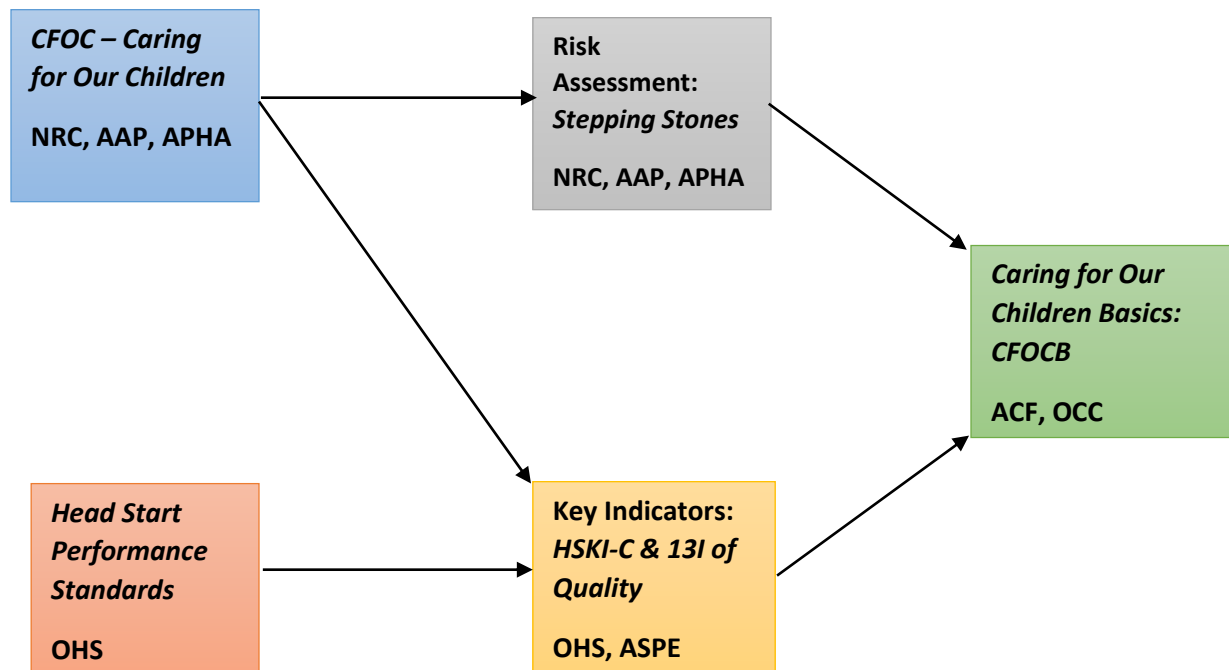 CFOC – Caring
for Our Children
NRC, AAP, APHA
Risk
Assessment:
Stepping Stones
NRC, AAP, APHA
Caring for Our
Children Basics:
CFOCB
ACF, OCC
Head Start
Performance
Standards
OHS
Key Indicators:
HSKI-C & 13I of
Quality
OHS, ASPE